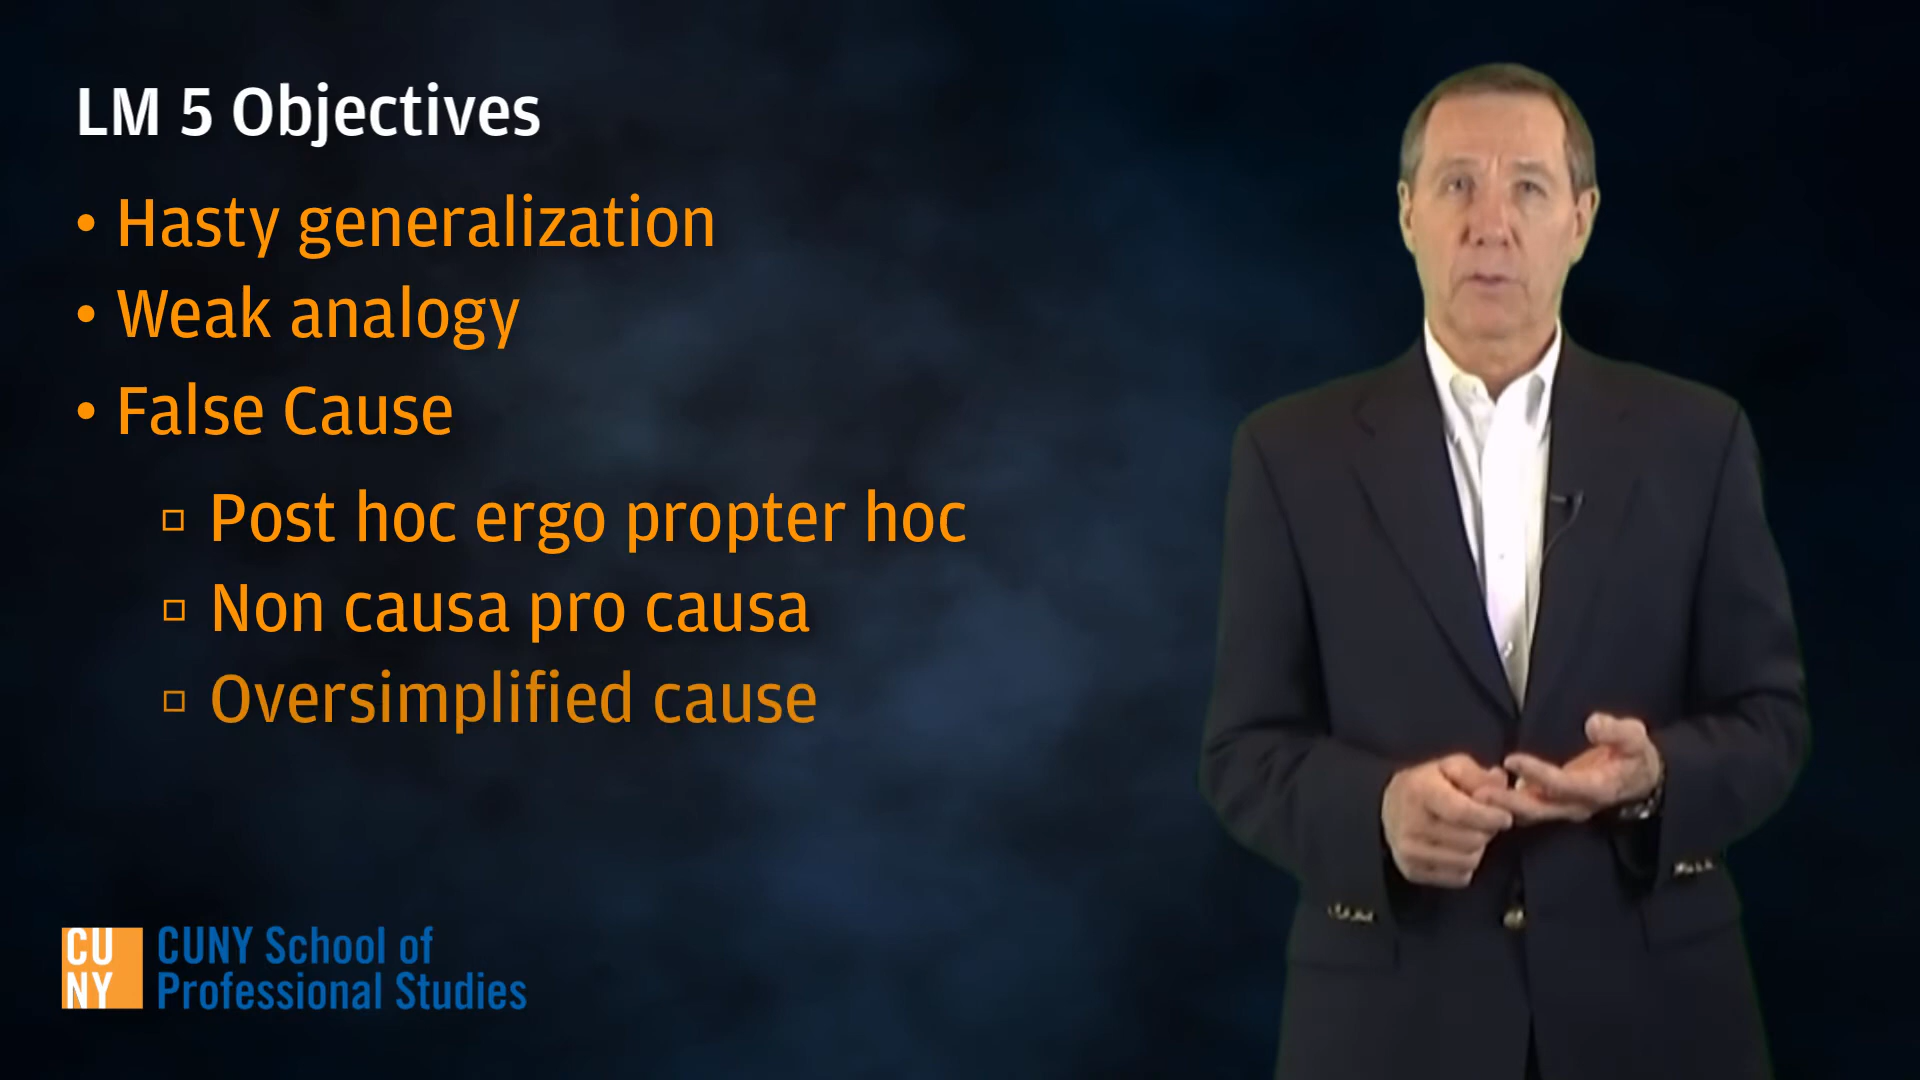 LM 5 Objectives
• Hasty generalization
• Weak analogy
• False Cause
▫ Post hoc ergo propter hoc
▫ Non causa pro causa
▫ Oversimplified cause
CU
NY
CUNY School of
Professional Studies